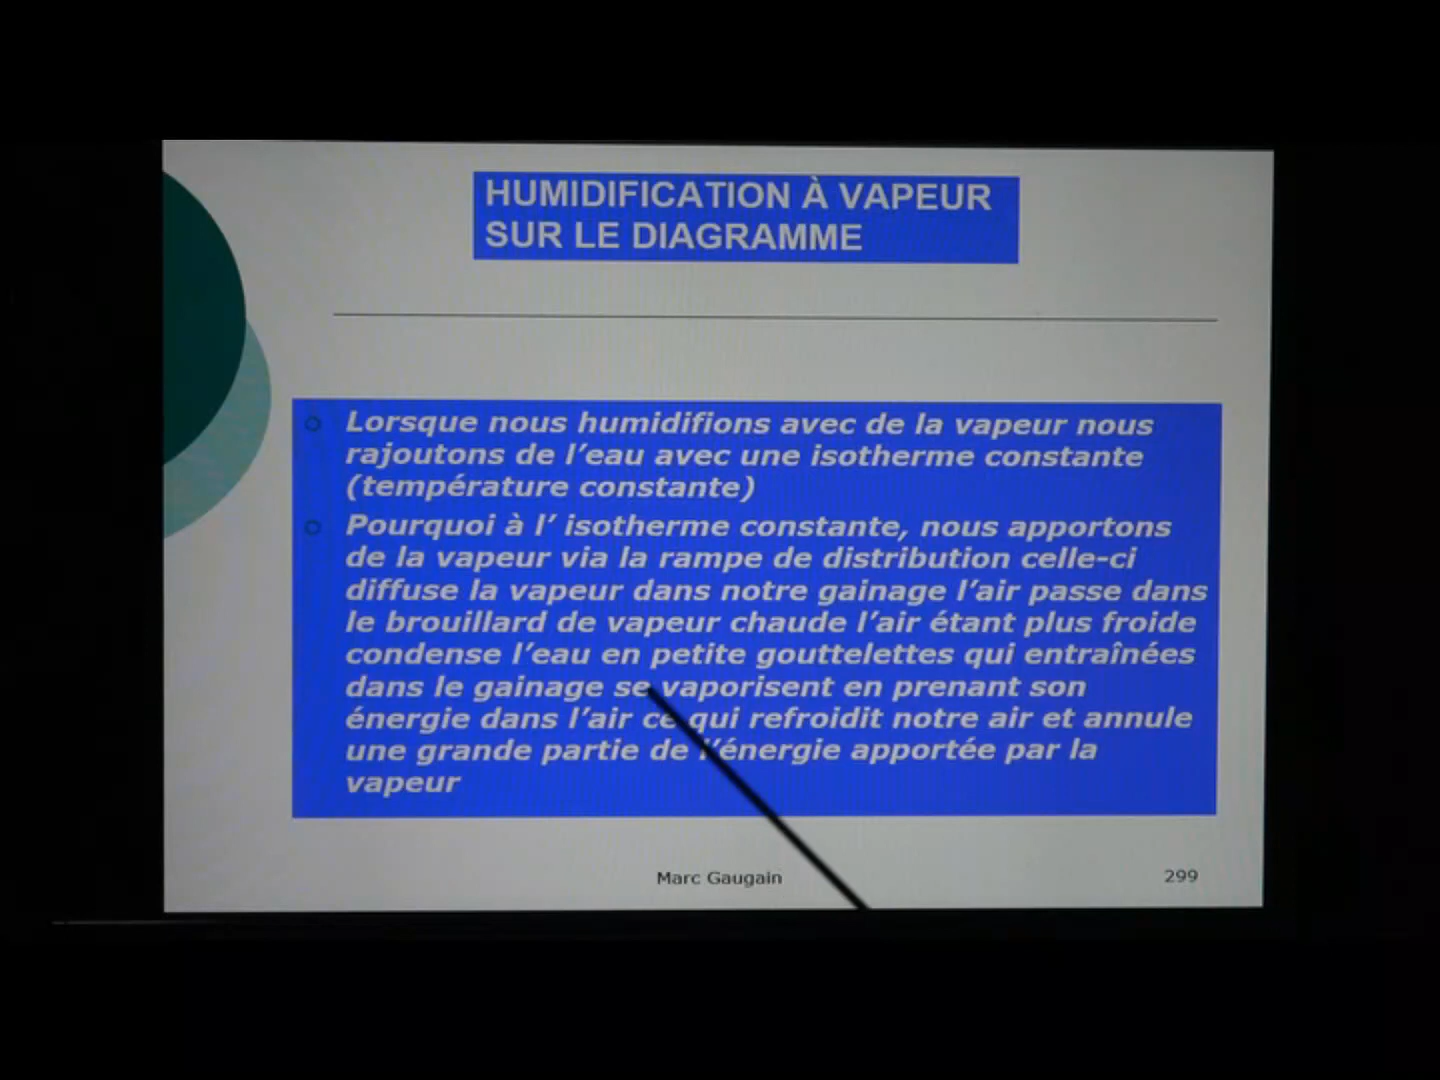 HUMIDIFICATION À VAPEUR
SUR LE DIAGRAMME
Lorsque nous humidifions avec de la vapeur nous
rajoutons de l'eau avec une isotherme constante
(température constante)
Pourquoi à l' isotherme constante, nous apportons
de la vapeur via la rampe de distribution celle-ci
diffuse la vapeur dans notre gainage l'air passe dans
le brouillard de vapeur chaude l'air étant plus froide
condense l'eau en petite gouttelettes qui entraînées
dans le gainage se vaporisent en prenant son
énergie dans l'air ce qui refroidit notre air et annule
une grande partie de l'énergie apportée par la
vapeur
Marc Gaugain
299